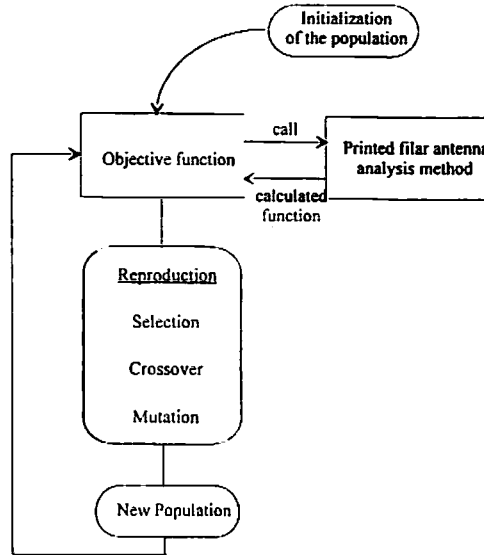 Initialization
of the population
call
Objective function
Printed filar antenna
analysis method
calculated
function
Reproduction
Selection
Crossover
Mutation
New Population